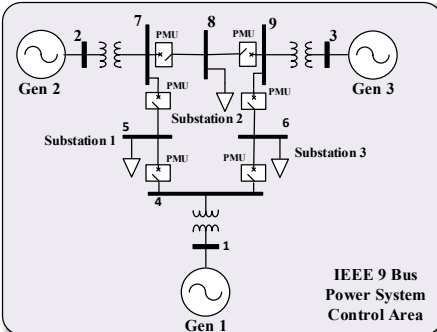 7
8
9
2
3
PMU
PMU
Gen 2
Gen 3
PMU
PMU
Substation 2
5
6
Substation 1
PMU
PMU
Substation 3
4
1
Gen 1
IEEE 9 Bus
Power System
Control Area